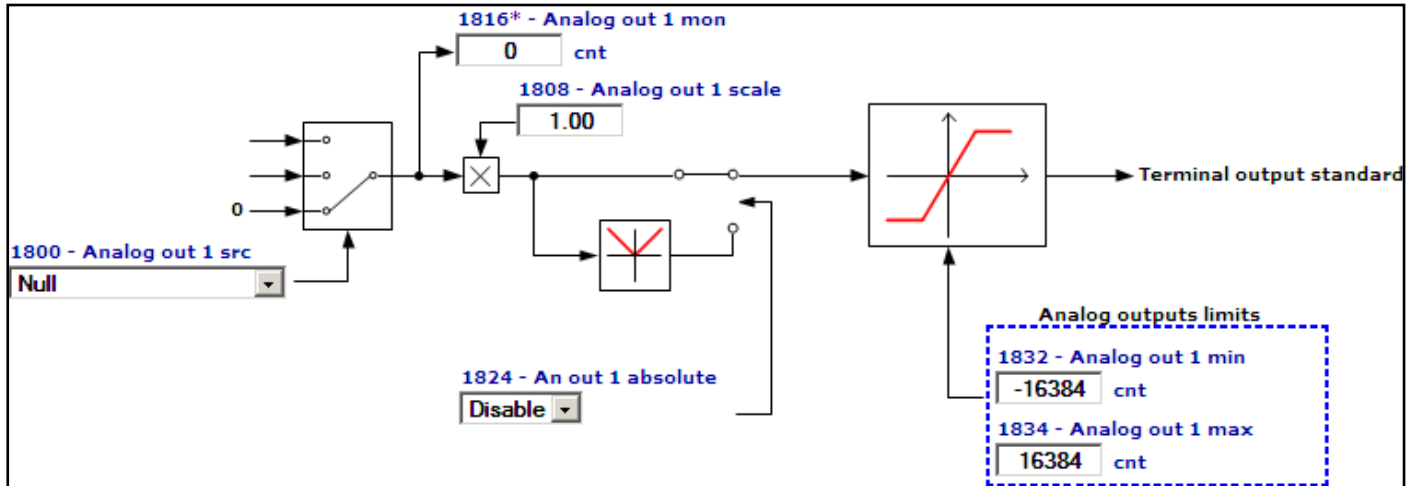 1816* - Analog out 1 mon
0 cnt
1808 - Analog out 1 scale
1.00
Terminal output standard
0
1800 - Analog out 1 src
Null
Analog outputs limits
1832 - Analog out 1 min
-16384 cnt
1824 - An out 1 absolute
Disable
1834 - Analog out 1 max
16384 cnt